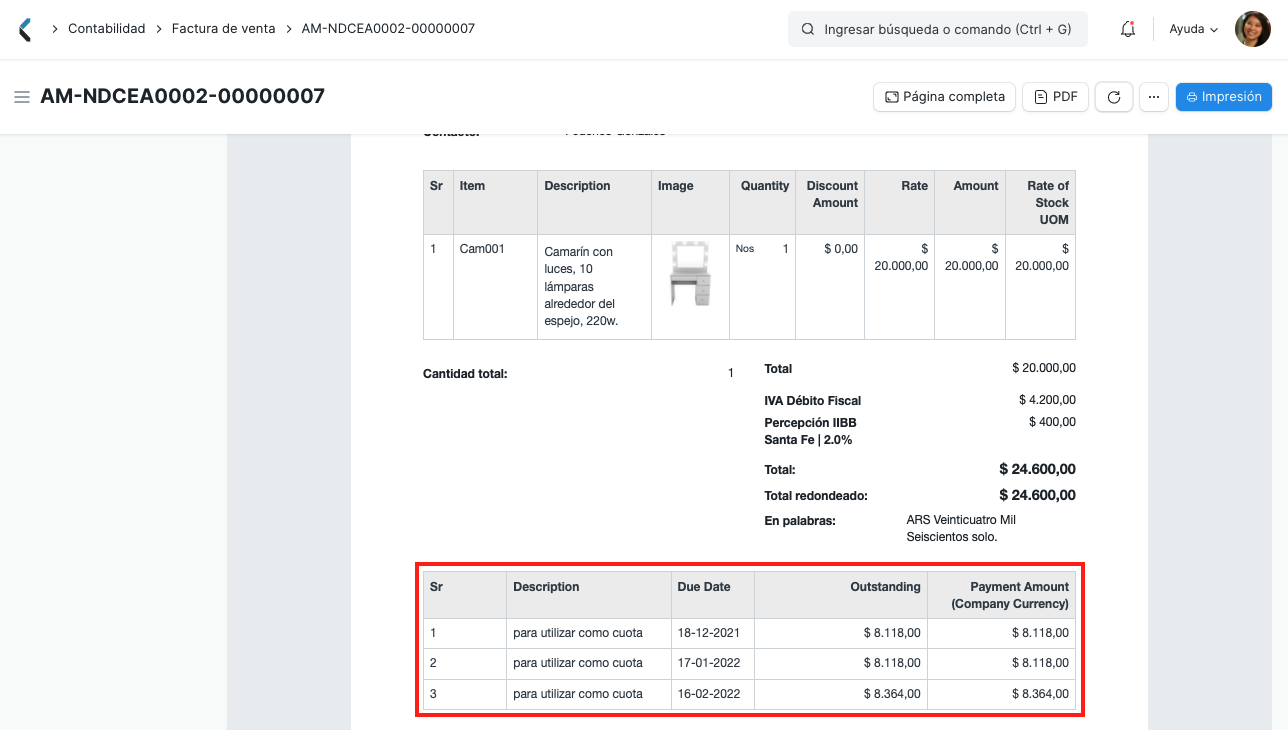 Contabilidad
Factura de venta
AM-NDCEA0002-00000007
Ingresar búsqueda o comando (Ctrl + G)
Ayuda
AM-NDCEA0002-00000007
Página completa
PDF
Impresión
Sr Item Description Image Quantity Discount Amount Rate Amount Rate of Stock UOM
1 Cam001 Camarín con luces, 10 lámparas alrededor del espejo, 220w. Nos 1 $ 0,00 $ 20.000,00 $ 20.000,00 $ 20.000,00
Cantidad total: 1
Total $ 20.000,00
IVA Débito Fiscal $ 4.200,00
Percepción IIBB $ 400,00
Santa Fe | 2.0%
Total: $ 24.600,00
Total redondeado: $ 24.600,00
En palabras: ARS Veinticuatro Mil
Seiscientos solo.
Sr Description Due Date Outstanding Payment Amount (Company Currency)
1 para utilizar como cuota 18-12-2021 $ 8.118,00 $ 8.118,00
2 para utilizar como cuota 17-01-2022 $ 8.118,00 $ 8.118,00
3 para utilizar como cuota 16-02-2022 $ 8.364,00 $ 8.364,00